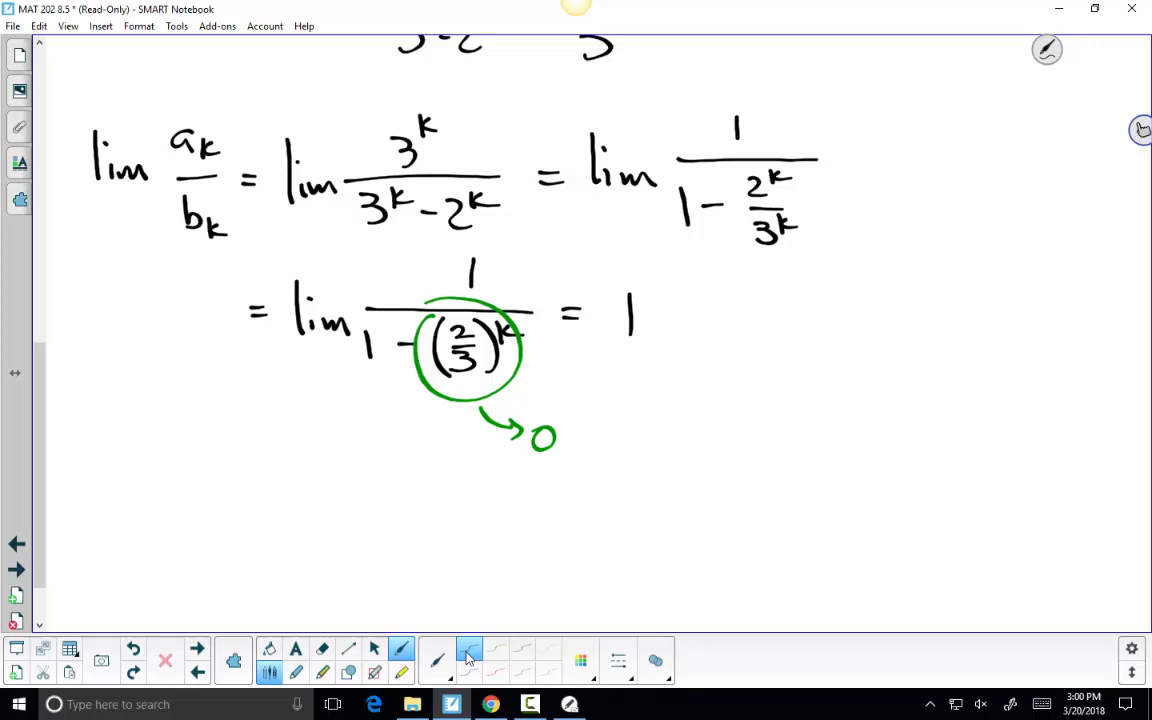 MAT 202 8.5 * (Read-Only) - SMART Notebook
File Edit View Insert Format Tools Add-ons Account Help
lim a_k / b_k = lim 3^k / (3^k - 2^k) = lim 1 / (1 - 2^k / 3^k)
= lim 1 / (1 - (2/3)^k) = 1
→ 0
Type here to search
3:00 PM
3/20/2018